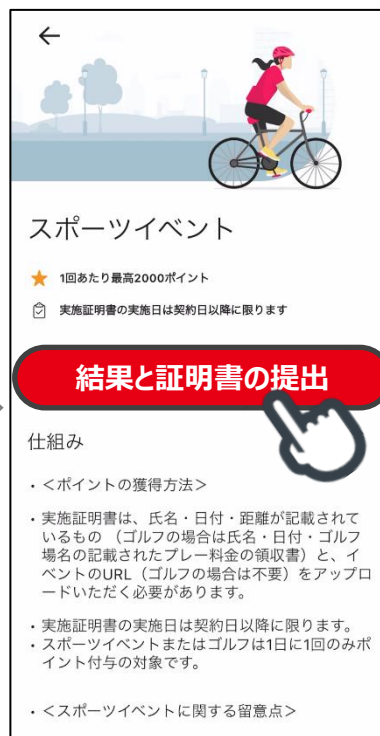 スポーツイベント
1回あたり最高2000ポイント
実施証明書の実施日は契約日以降に限ります
結果と証明書の提出
仕組み
・＜ポイントの獲得方法＞
・実施証明書は、氏名・日付・距離が記載されて
いるもの （ゴルフの場合は氏名・日付・ゴルフ
場名の記載されたプレー料金の領収書）と、イ
ベントのURL（ゴルフの場合は不要）をアップロ
ードいただく必要があります。
・実施証明書の実施日は契約日以降に限ります。
・スポーツイベントまたはゴルフは1日に1回のみポ
イント付与の対象です。
・＜スポーツイベントに関する留意点＞